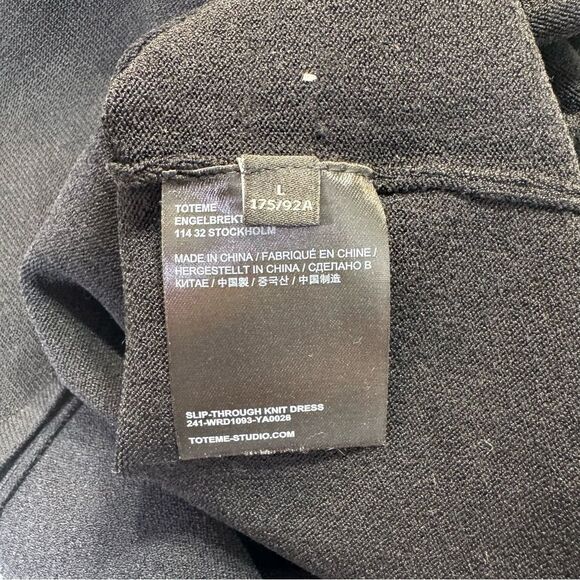 L
175/92A
TOTEME
ENGELBREKT
114 32 STOCKHOLM
MADE IN CHINA / FABRIQUÉ EN CHINE /
HERGESTELLT IN CHINA / СДЕЛАНО В
КИТАЕ / 中国製 / 중국산 / 中国制造
SLIP-THROUGH KNIT DRESS
241-WRD1093-YA0028
TOTEME-STUDIO.COM